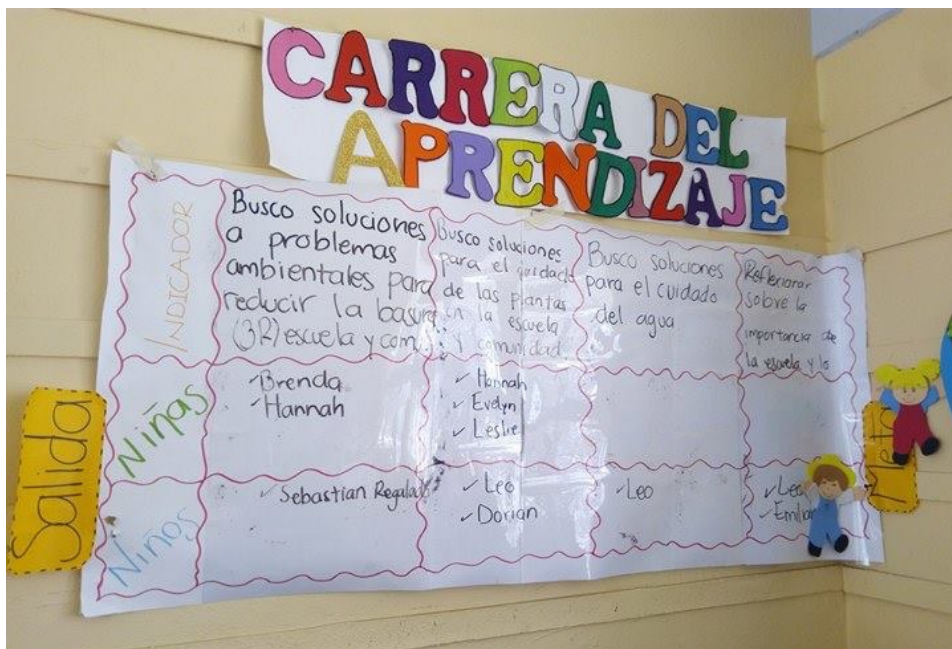 CARRERA DEL
APRENDIZAJE
INDICADOR
Busco soluciones
a problemas
ambientales para
reducir la basura
(3R) escuela y com
Busco soluciones
para el cuidado
de las plantas
en la escuela
y comunidad.
Busco soluciones
para el cuidado
del agua
Reflexionar
sobre la
importancia de
la escuela y lo
Niñas
✓Brenda
✓Hannah
✓ Hannah
✓ Evelyn
✓ Leslie
Niños
✓ Sebastian Regalado
✓ Leo
✓ Dorian
✓Leo
✓Leo
✓Emilia
Salida
Meta